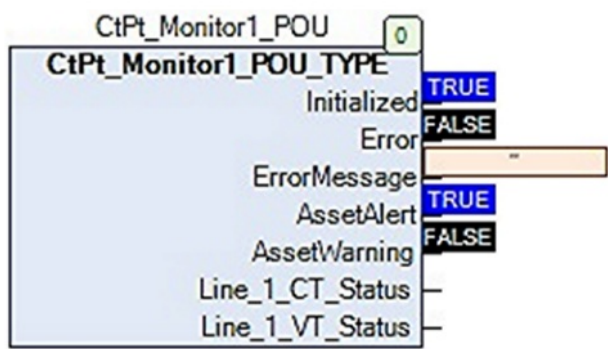 CtPt_Monitor1_POU
0
CtPt_Monitor1_POU_TYPE
Initialized TRUE
Error FALSE
ErrorMessage ''
AssetAlert TRUE
AssetWarning FALSE
Line_1_CT_Status
Line_1_VT_Status